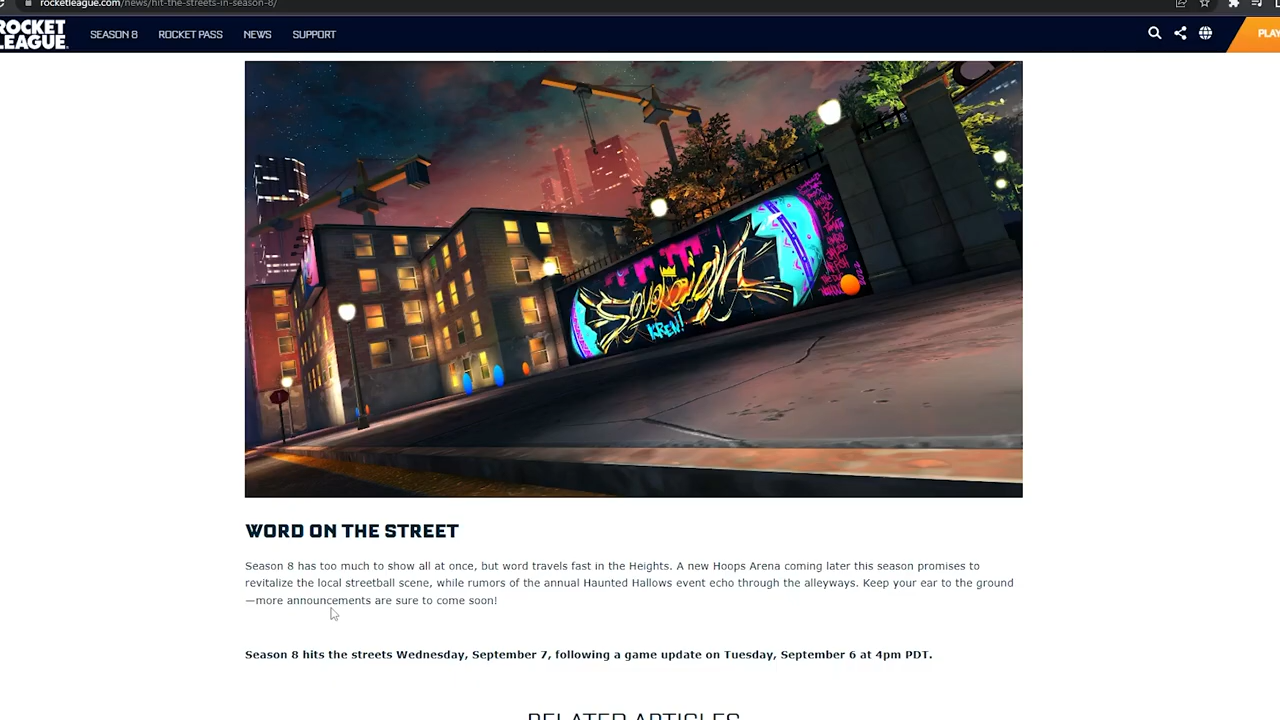 rocketleague.com/news/hit-the-streets-in-season-8/
ROCKET
LEAGUE
SEASON 8
ROCKET PASS
NEWS
SUPPORT
PLAY
KREW!
WORD ON THE STREET
Season 8 has too much to show all at once, but word travels fast in the Heights. A new Hoops Arena coming later this season promises to
revitalize the local streetball scene, while rumors of the annual Haunted Hallows event echo through the alleyways. Keep your ear to the ground
—more announcements are sure to come soon!
Season 8 hits the streets Wednesday, September 7, following a game update on Tuesday, September 6 at 4pm PDT.
RELATED ARTICLES